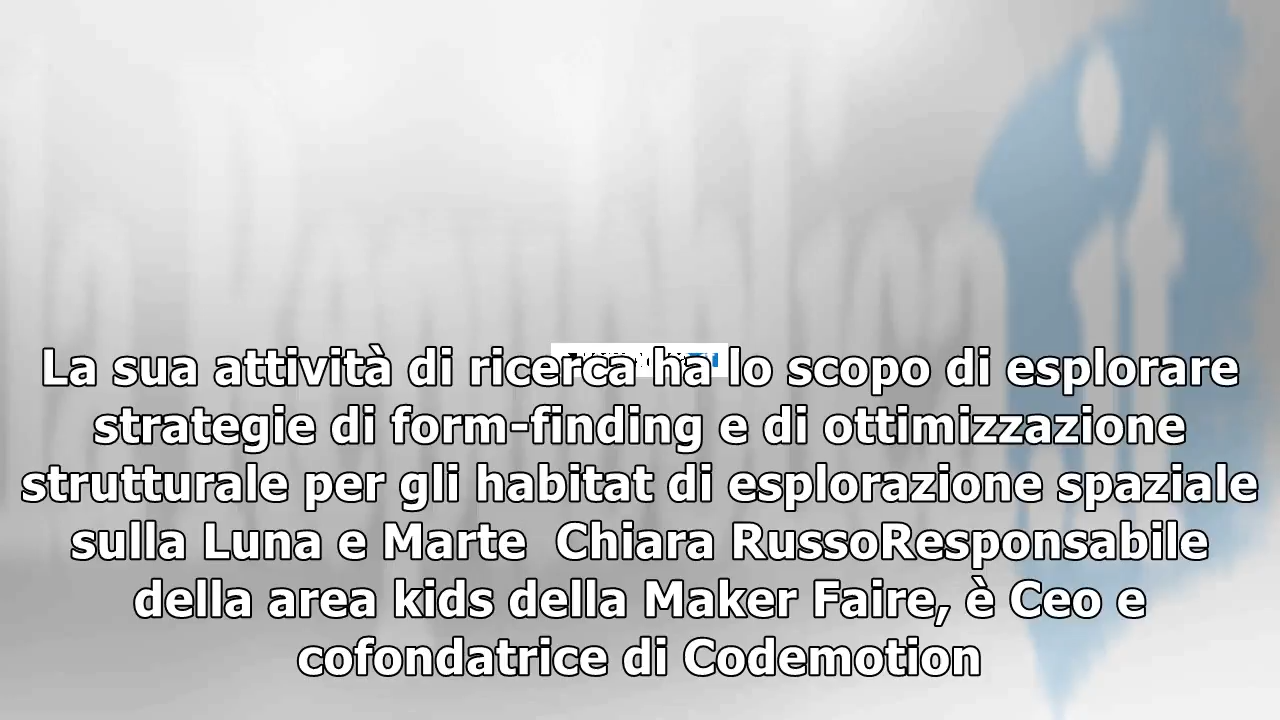 La sua attività di ricerca ha lo scopo di esplorare
strategie di form-finding e di ottimizzazione
strutturale per gli habitat di esplorazione spaziale
sulla Luna e Marte  Chiara RussoResponsabile
della area kids della Maker Faire, è Ceo e
cofondatrice di Codemotion